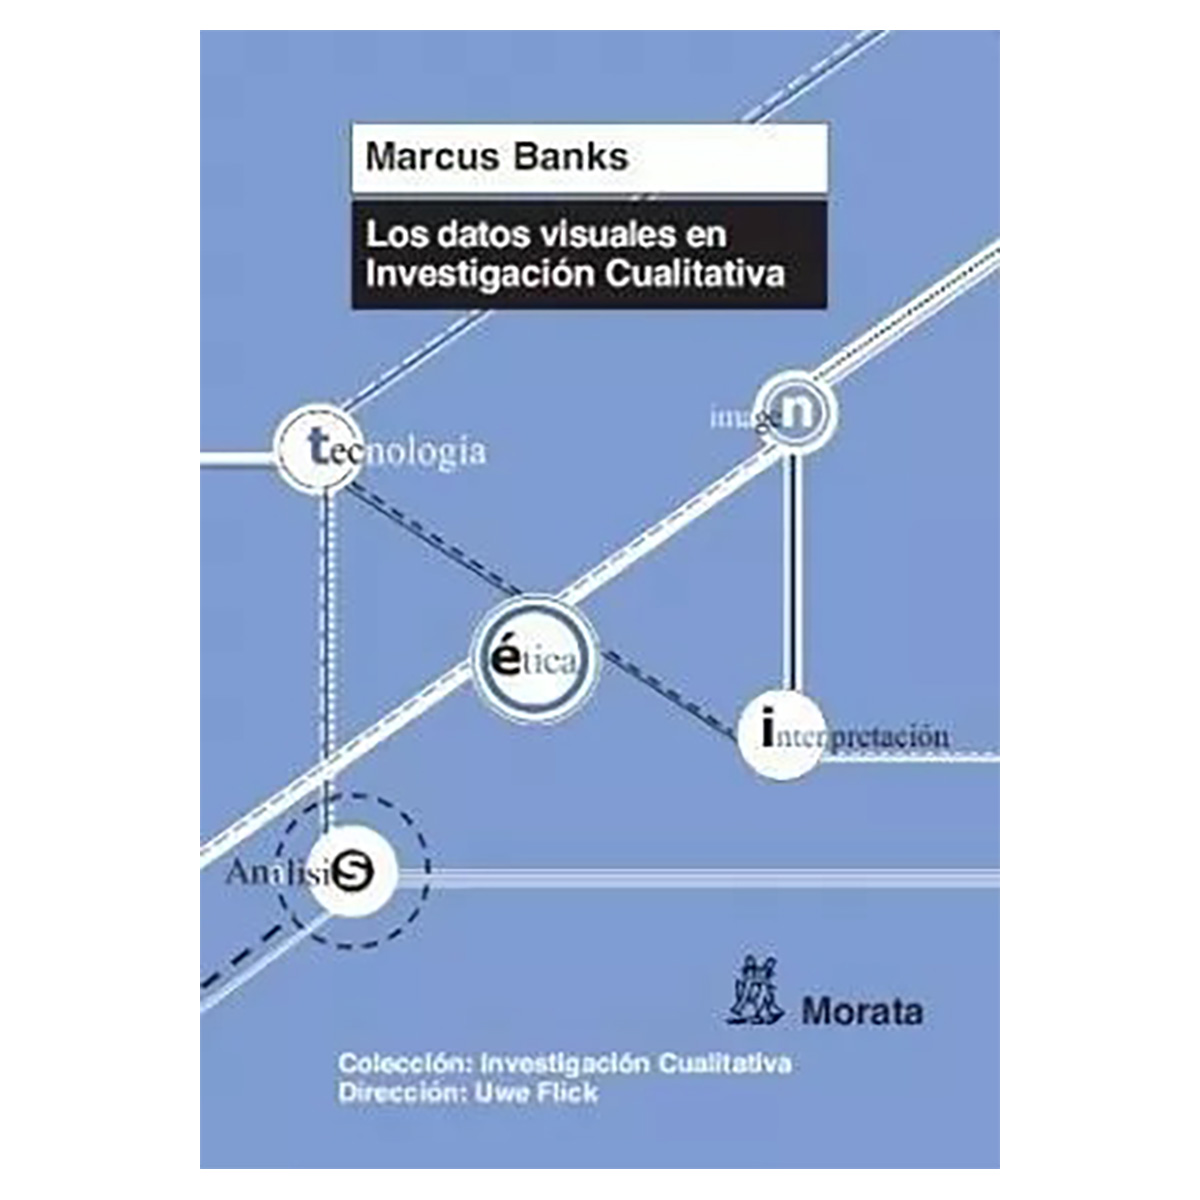 Marcus Banks
Los datos visuales en
Investigación Cualitativa
imagen
tecnología
ética
interpretación
Análisis
Morata
Colección: Investigación Cualitativa
Dirección: Uwe Flick